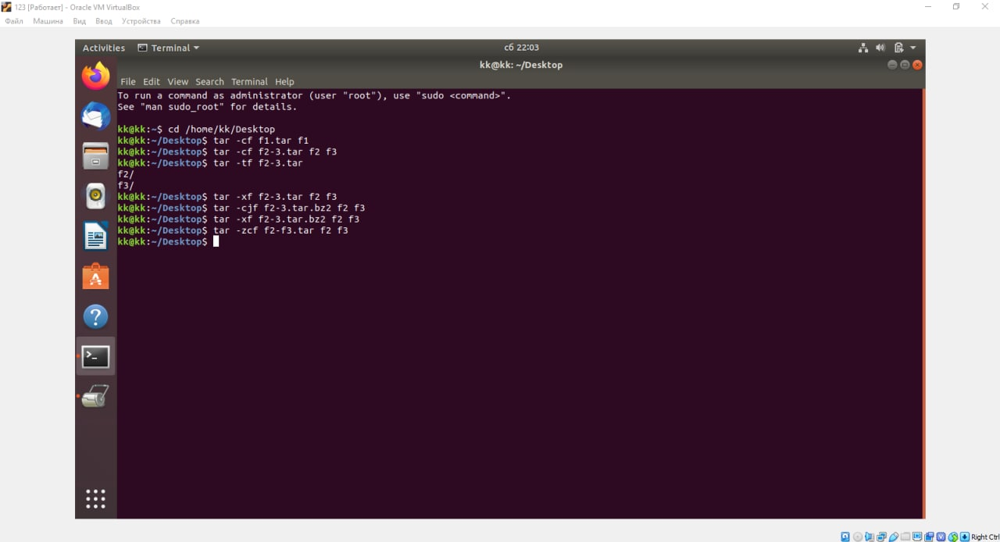 123 [Работает] - Oracle VM VirtualBox
Файл Машина Вид Ввод Устройства Справка
Activities Terminal сб 22:03
kk@kk: ~/Desktop
File Edit View Search Terminal Help
To run a command as administrator (user "root"), use "sudo <command>".
See "man sudo_root" for details.
kk@kk:~$ cd /home/kk/Desktop
kk@kk:~/Desktop$ tar -cf f1.tar f1
kk@kk:~/Desktop$ tar -cf f2-3.tar f2 f3
kk@kk:~/Desktop$ tar -tf f2-3.tar
f2/
f3/
kk@kk:~/Desktop$ tar -xf f2-3.tar f2 f3
kk@kk:~/Desktop$ tar -cjf f2-3.tar.bz2 f2 f3
kk@kk:~/Desktop$ tar -xf f2-3.tar.bz2 f2 f3
kk@kk:~/Desktop$ tar -zcf f2-f3.tar f2 f3
kk@kk:~/Desktop$
Right Ctrl